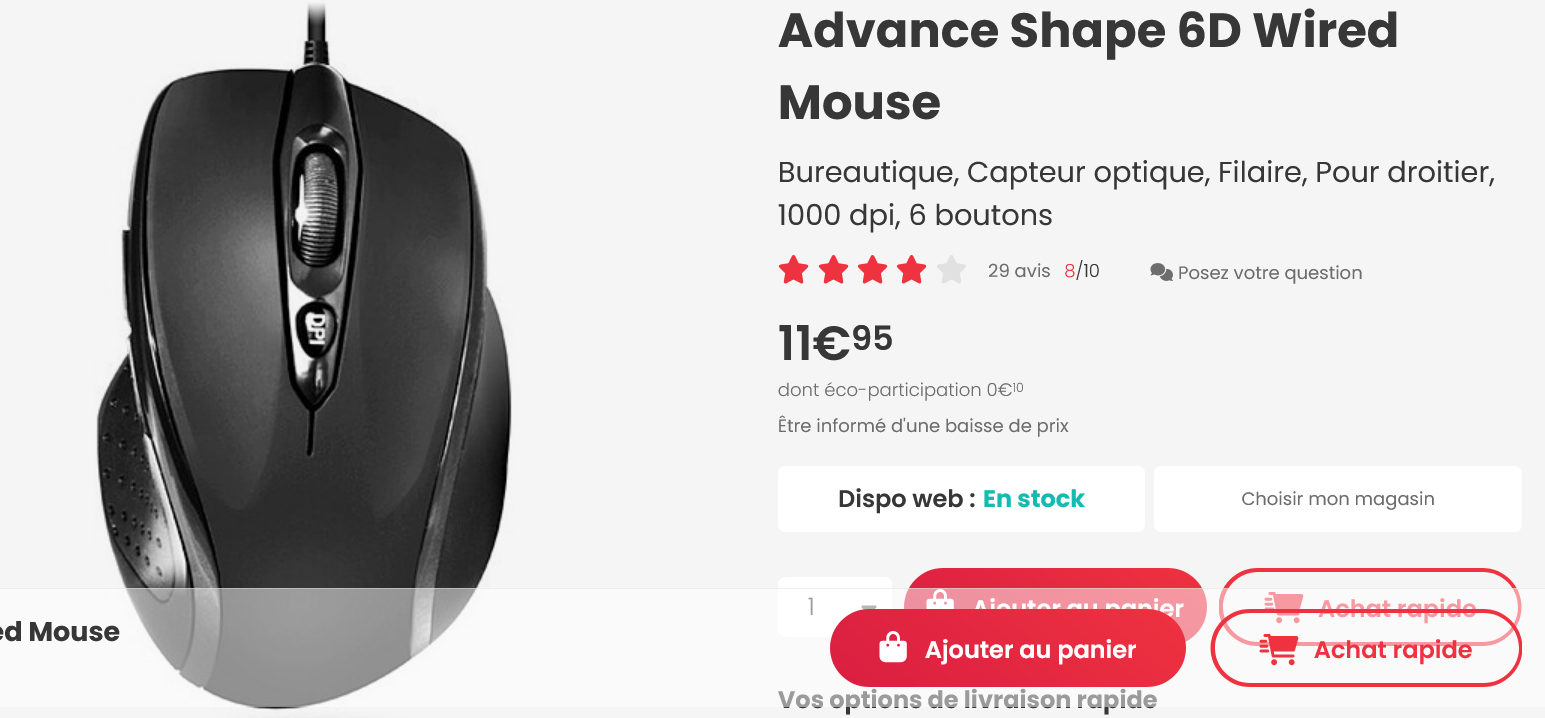 Advance Shape 6D Wired
Mouse
Bureautique, Capteur optique, Filaire, Pour droitier,
1000 dpi, 6 boutons
29 avis 8/10 Posez votre question
11€95
dont éco-participation 0€10
Être informé d'une baisse de prix
Dispo web : En stock
Choisir mon magasin
DPI
1
Ajouter au panier
Achat rapide
ed Mouse
Ajouter au panier
Achat rapide
Vos options de livraison rapide